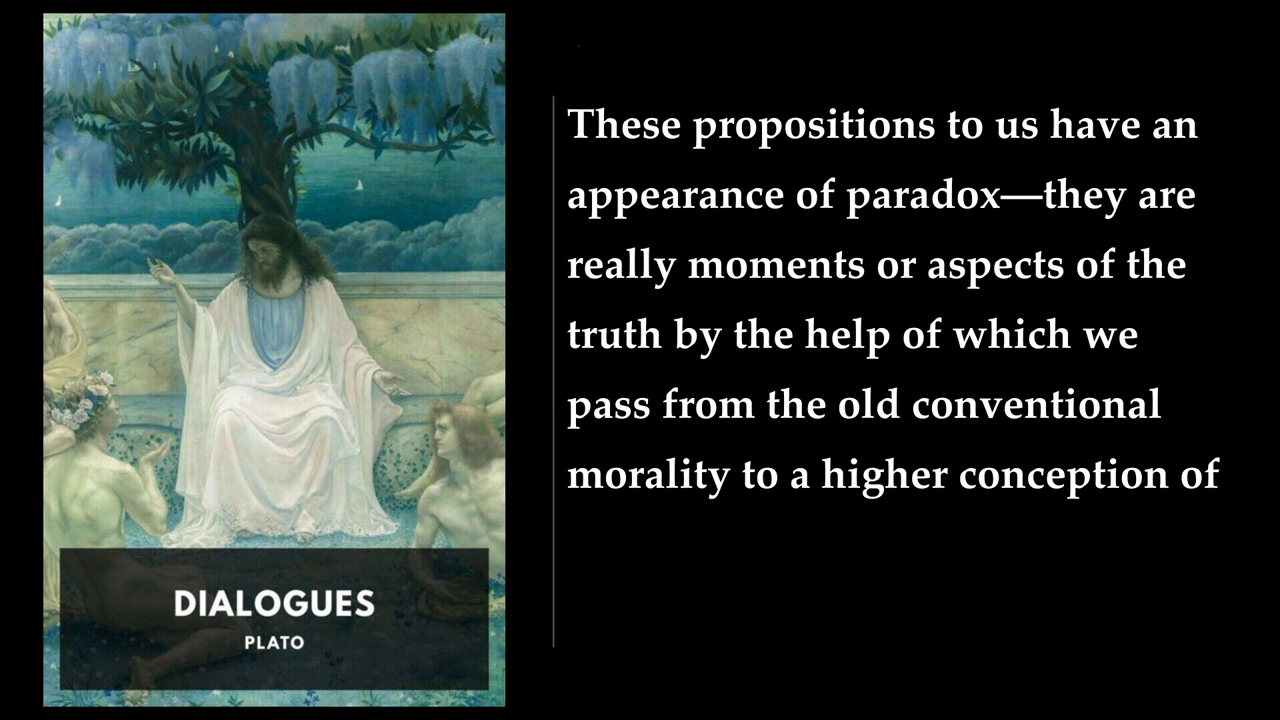 DIALOGUES
PLATO
These propositions to us have an
appearance of paradox—they are
really moments or aspects of the
truth by the help of which we
pass from the old conventional
morality to a higher conception of